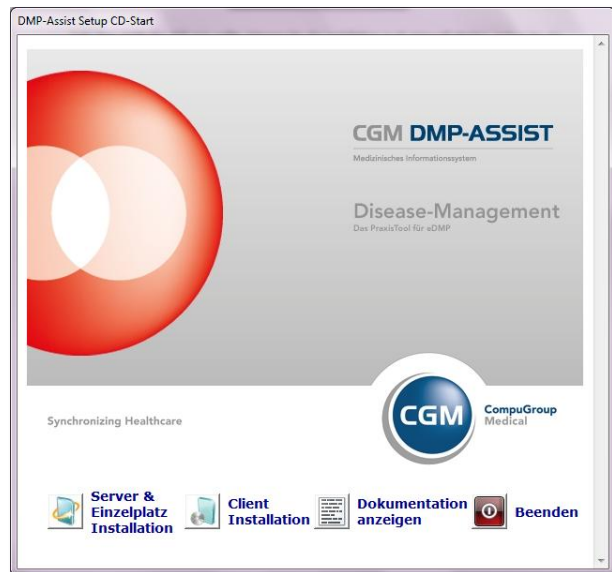 DMP-Assist Setup CD-Start
CGM DMP-ASSIST
Medizinisches Informationssystem
Disease-Management
Das PraxisTool für eDMP
Synchronizing Healthcare
CGM
CompuGroup
Medical
Server &
Einzelplatz
Installation
Client
Installation
Dokumentation
anzeigen
Beenden